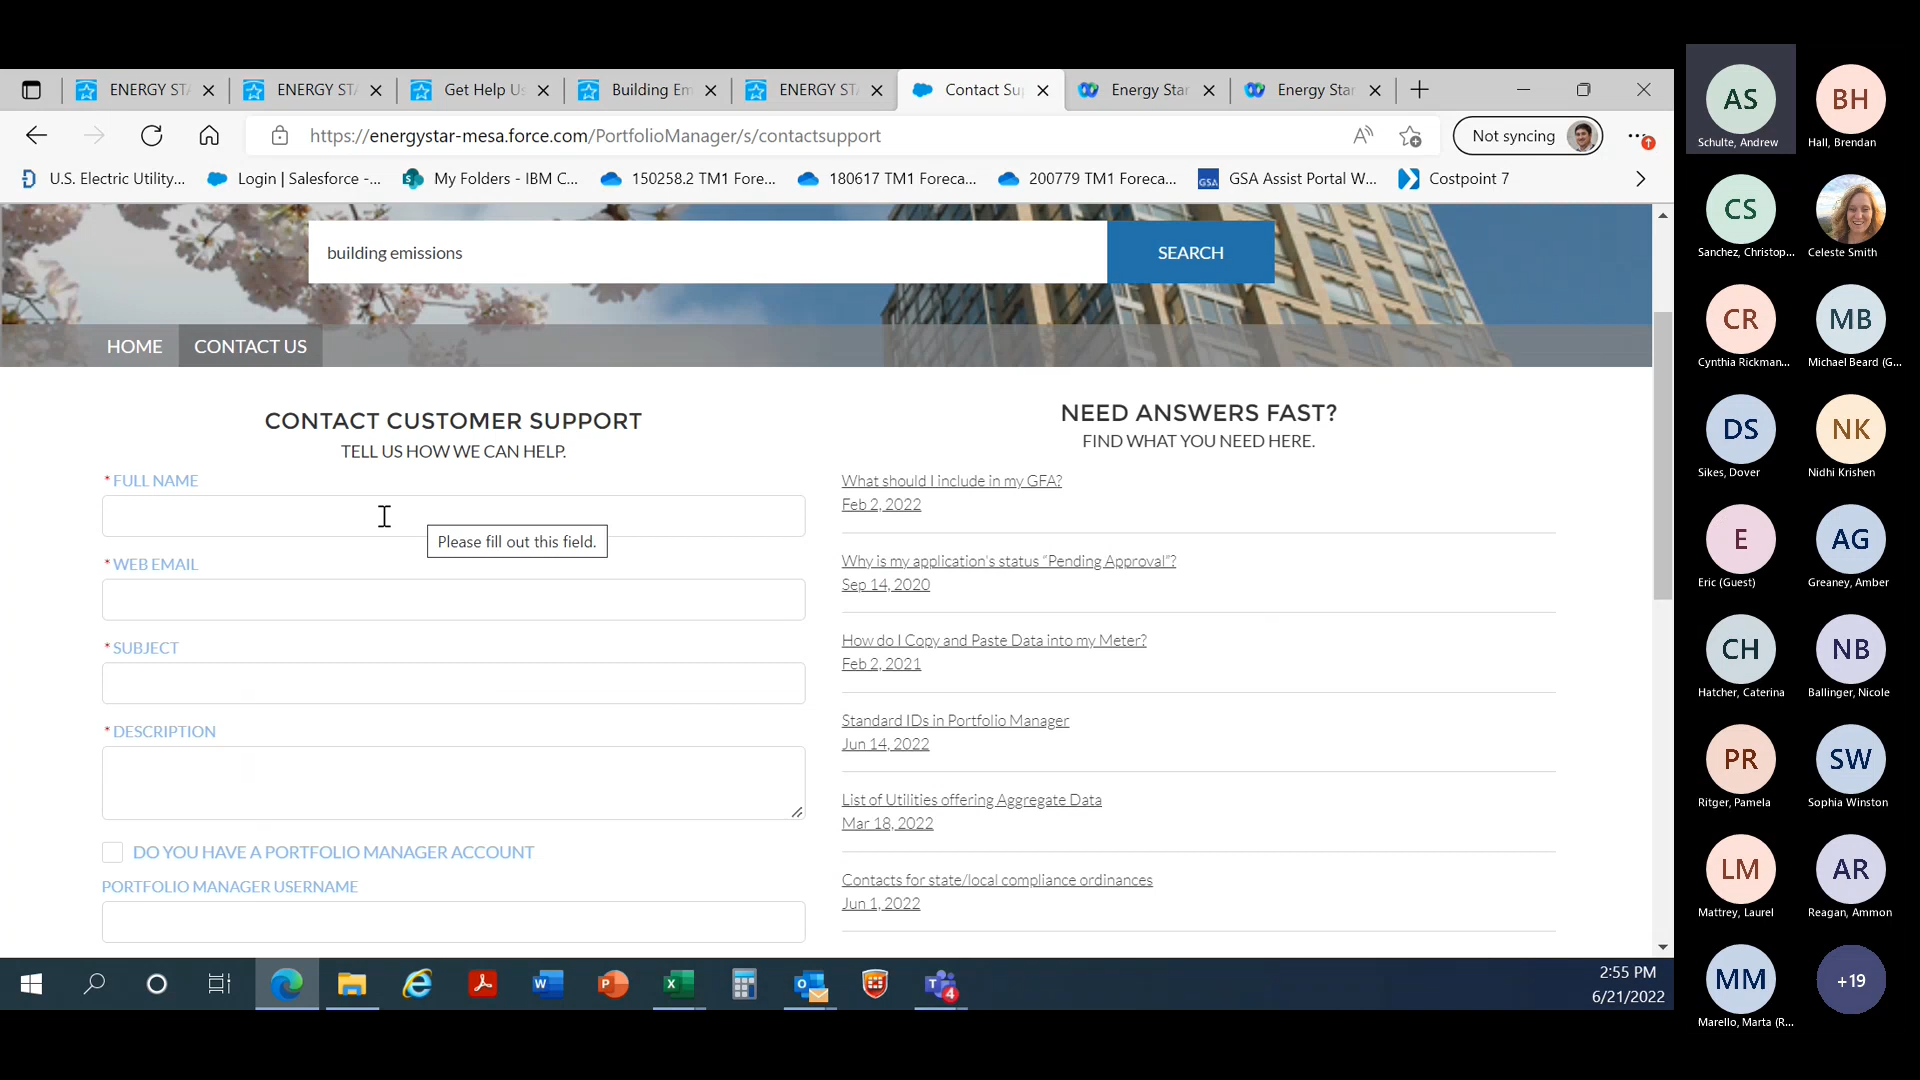 ENERGY STA
ENERGY STA
Get Help Us
Building Em
ENERGY STA
Contact Sup
Energy Star
Energy Star
https://energystar-mesa.force.com/PortfolioManager/s/contactsupport
Not syncing
U.S. Electric Utility...
Login | Salesforce -...
My Folders - IBM C...
150258.2 TM1 Fore...
180617 TM1 Foreca...
200779 TM1 Foreca...
GSA
GSA Assist Portal W...
Costpoint 7
building emissions
SEARCH
HOME
CONTACT US
CONTACT CUSTOMER SUPPORT
TELL US HOW WE CAN HELP.
*FULL NAME
Please fill out this field.
*WEB EMAIL
*SUBJECT
*DESCRIPTION
DO YOU HAVE A PORTFOLIO MANAGER ACCOUNT
PORTFOLIO MANAGER USERNAME
NEED ANSWERS FAST?
FIND WHAT YOU NEED HERE.
What should I include in my GFA?
Feb 2, 2022
Why is my application's status “Pending Approval”?
Sep 14, 2020
How do I Copy and Paste Data into my Meter?
Feb 2, 2021
Standard IDs in Portfolio Manager
Jun 14, 2022
List of Utilities offering Aggregate Data
Mar 18, 2022
Contacts for state/local compliance ordinances
Jun 1, 2022
4
2:55 PM
6/21/2022
AS
Schulte, Andrew
BH
Hall, Brendan
CS
Sanchez, Christop...
Celeste Smith
CR
Cynthia Rickman...
MB
Michael Beard (G...
DS
Sikes, Dover
NK
Nidhi Krishen
E
Eric (Guest)
AG
Greaney, Amber
CH
Hatcher, Caterina
NB
Ballinger, Nicole
PR
Ritger, Pamela
SW
Sophia Winston
LM
Mattrey, Laurel
AR
Reagan, Ammon
MM
Marello, Marta (R...
+19